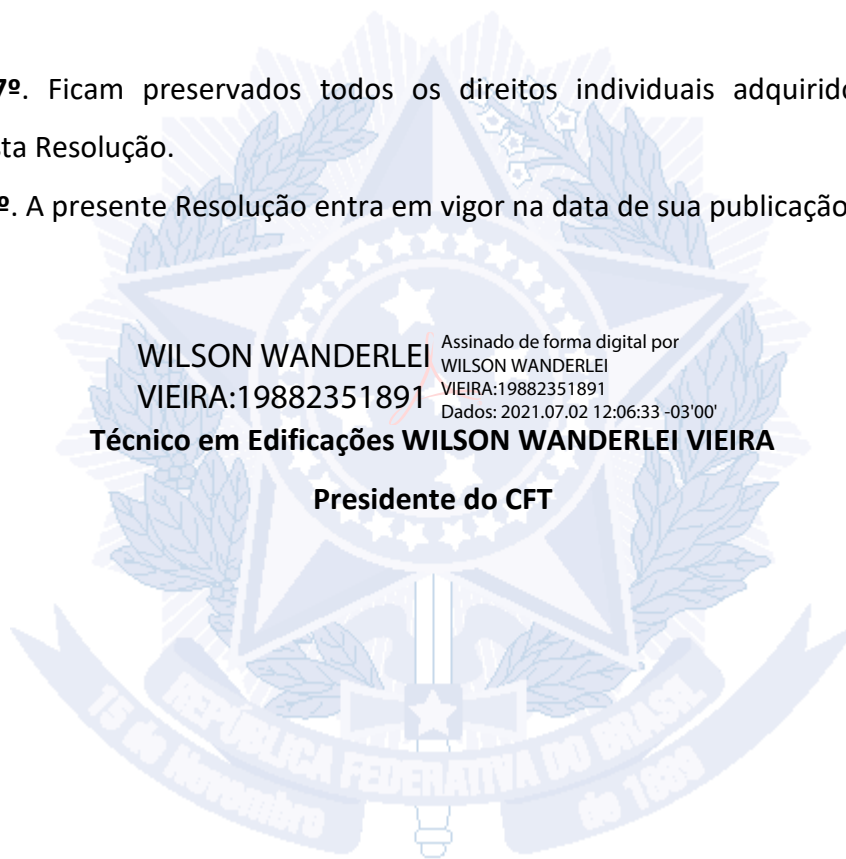 7º. Ficam preservados todos os direitos individuais adquirido
sta Resolução.
º. A presente Resolução entra em vigor na data de sua publicação
WILSON WANDERLEI
VIEIRA:19882351891
Assinado de forma digital por
WILSON WANDERLEI
VIEIRA:19882351891
Dados: 2021.07.02 12:06:33 -03'00'
Técnico em Edificações WILSON WANDERLEI VIEIRA
Presidente do CFT
REPÚBLICA FEDERATIVA DO BRASIL
15 de Novembro
de 1889